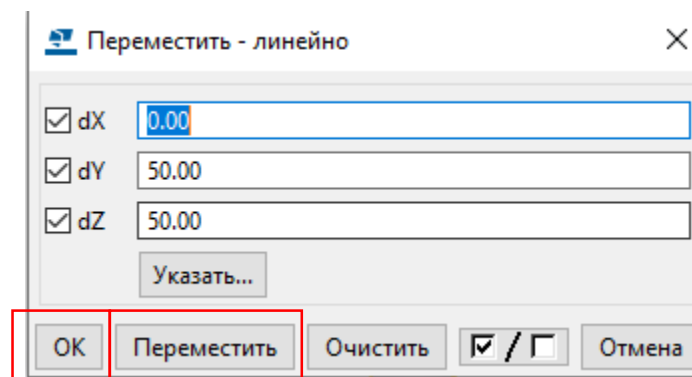 Переместить - линейно
dX 0.00
dY 50.00
dZ 50.00
Указать...
OK Переместить Очистить / Отмена